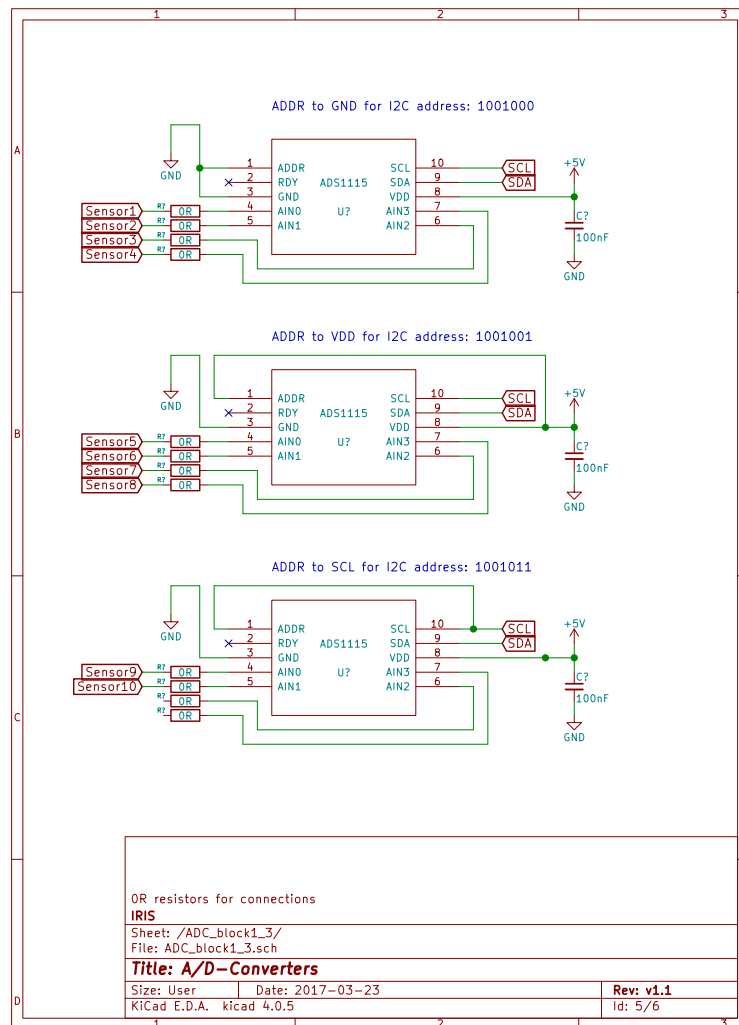 1 2 3
A
ADDR to GND for I2C address: 1001000
GND
1 ADDR SCL 10 SCL
2 RDY ADS1115 SDA 9 SDA
3 GND VDD 8
+5V
Sensor1 R? 0R 4 AIN0 U? AIN3 7
Sensor2 R? 0R 5 AIN1 AIN2 6
Sensor3 R? 0R
Sensor4 R? 0R
C?
100nF
GND
B
ADDR to VDD for I2C address: 1001001
GND
1 ADDR SCL 10 SCL
2 RDY ADS1115 SDA 9 SDA
3 GND VDD 8
+5V
Sensor5 R? 0R 4 AIN0 U? AIN3 7
Sensor6 R? 0R 5 AIN1 AIN2 6
Sensor7 R? 0R
Sensor8 R? 0R
C?
100nF
GND
C
ADDR to SCL for I2C address: 1001011
GND
1 ADDR SCL 10 SCL
2 RDY ADS1115 SDA 9 SDA
3 GND VDD 8
+5V
Sensor9 R? 0R 4 AIN0 U? AIN3 7
Sensor10 R? 0R 5 AIN1 AIN2 6
R? 0R
R? 0R
C?
100nF
GND
D
0R resistors for connections
IRIS
Sheet: /ADC_block1_3/
File: ADC_block1_3.sch
Title: A/D-Converters
Size: User Date: 2017-03-23 Rev: v1.1
KiCad E.D.A. kicad 4.0.5 Id: 5/6
1 2 3